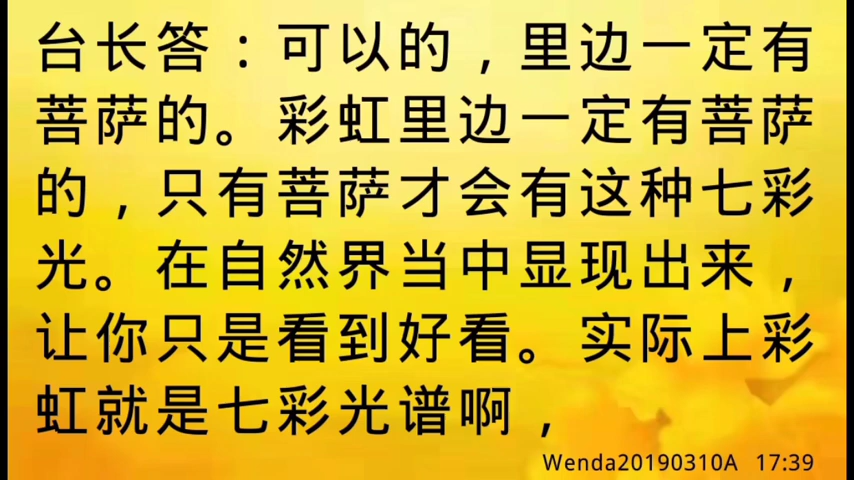 台长答：可以的，里边一定有
菩萨的。彩虹里边一定有菩萨
的，只有菩萨才会有这种七彩
光。在自然界当中显现出来，
让你只是看到好看。实际上彩
虹就是七彩光谱啊，
Wenda20190310A 17:39